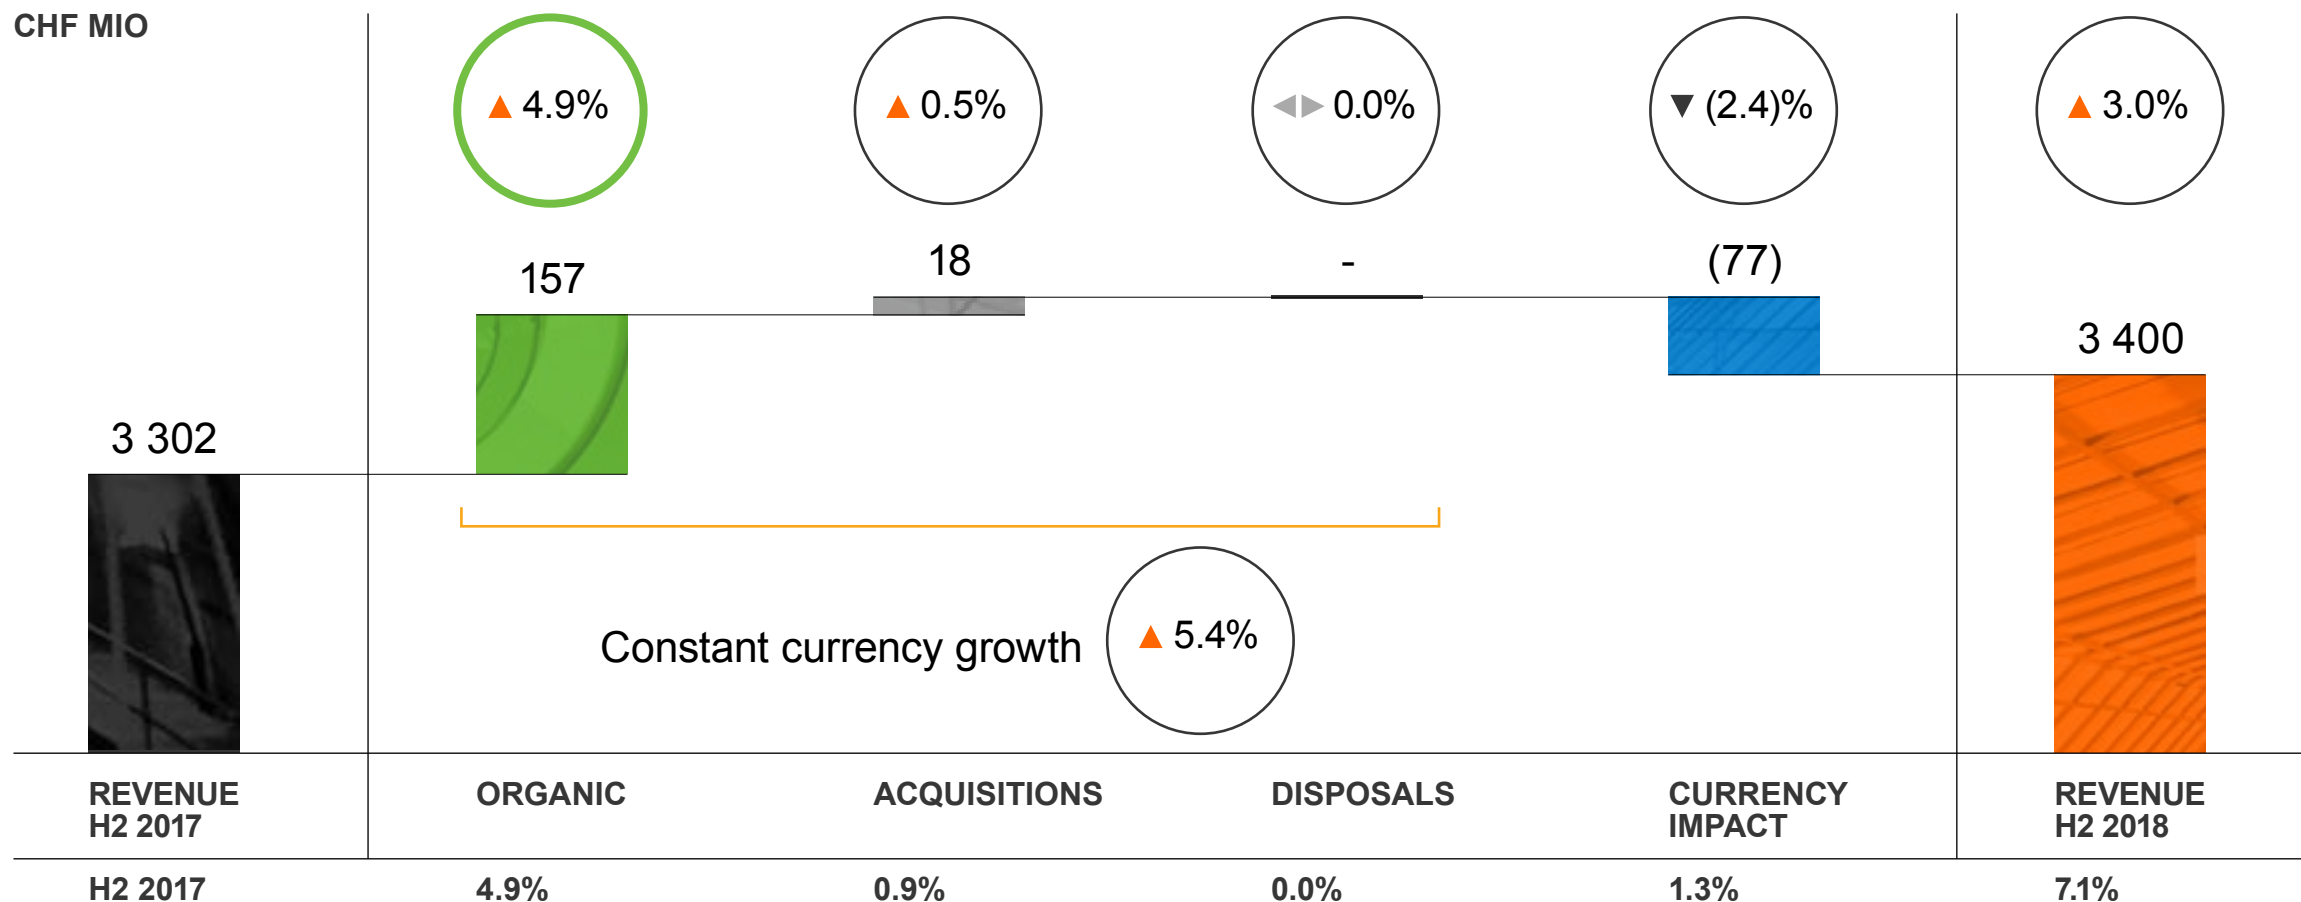 CHF MIO
▲ 4.9%
▲ 0.5%
◀▶ 0.0%
▼ (2.4)%
▲ 3.0%
157
18
-
(77)
3 400
3 302
Constant currency growth
▲ 5.4%
REVENUE
H2 2017
ORGANIC
ACQUISITIONS
DISPOSALS
CURRENCY
IMPACT
REVENUE
H2 2018
H2 2017
4.9%
0.9%
0.0%
1.3%
7.1%